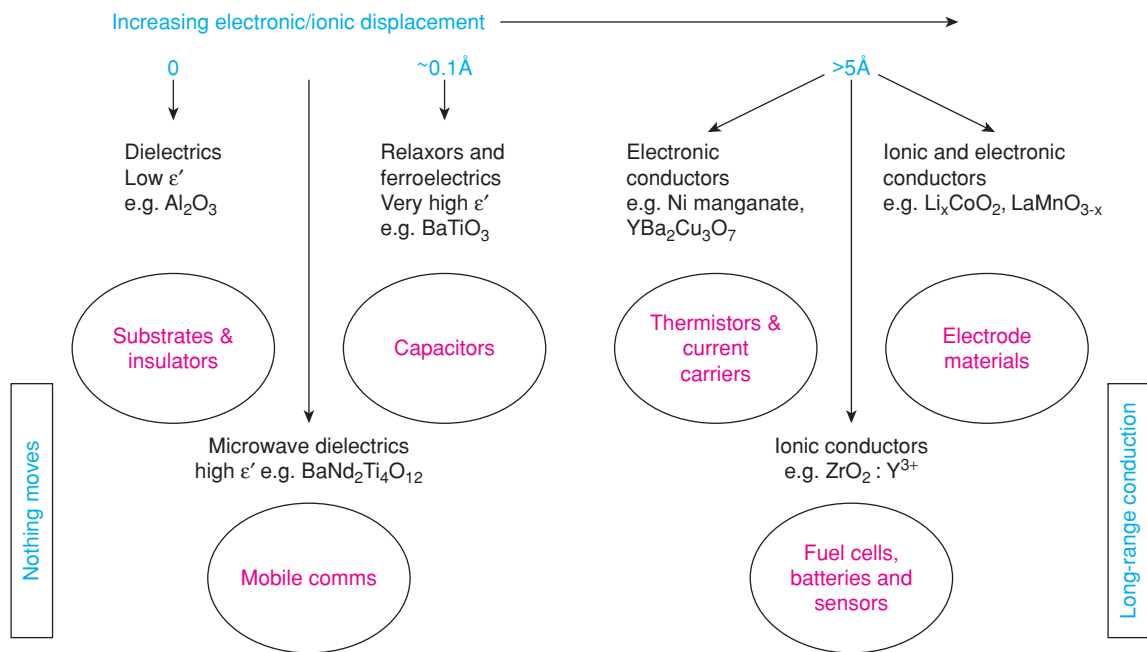 Increasing electronic/ionic displacement
0
~0.1Å
>5Å
Dielectrics
Low ε′
e.g. Al₂O₃
Relaxors and
ferroelectrics
Very high ε′
e.g. BaTiO₃
Electronic
conductors
e.g. Ni manganate,
YBa₂Cu₃O₇
Ionic and electronic
conductors
e.g. LiₓCoO₂, LaMnO₃₋ₓ
Substrates &
insulators
Capacitors
Thermistors &
current
carriers
Electrode
materials
Nothing moves
Microwave dielectrics
high ε′ e.g. BaNd₂Ti₄O₁₂
Ionic conductors
e.g. ZrO₂ : Y³⁺
Long-range conduction
Mobile comms
Fuel cells,
batteries and
sensors